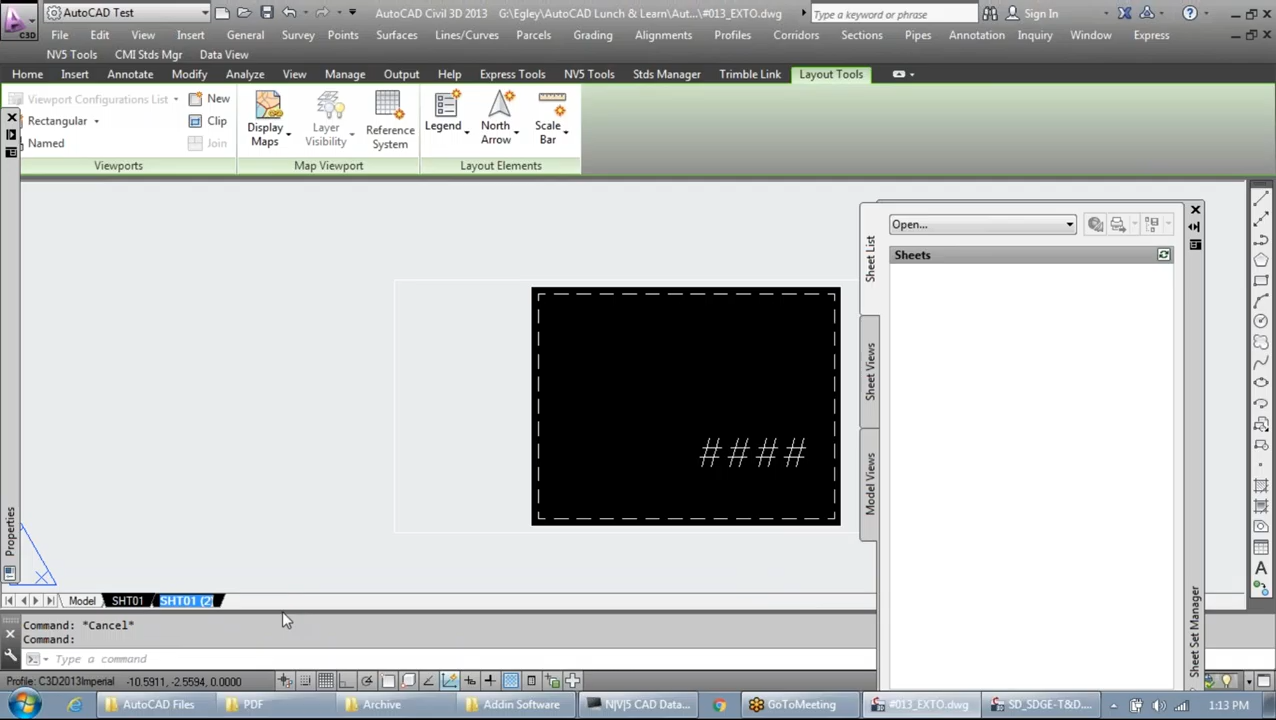 AutoCAD Test
AutoCAD Civil 3D 2013 G:\Egley\AutoCAD Lunch & Learn\Aut...\#013_EXTO.dwg
Type a keyword or phrase
Sign In
C3D
File Edit View Insert General Survey Points Surfaces Lines/Curves Parcels Grading Alignments Profiles Corridors Sections Pipes Annotation Inquiry Window Express
NV5 Tools CMI Stds Mgr Data View
Home Insert Annotate Modify Analyze View Manage Output Help Express Tools NV5 Tools Stds Manager Trimble Link Layout Tools
Viewport Configurations List New
Rectangular Clip
Named Join
Display Maps
Layer Visibility
Reference System
Legend
North Arrow
Scale Bar
Viewports Map Viewport Layout Elements
Open...
Sheets
Sheet List
Sheet Views
Model Views
Sheet Set Manager
Properties
####
Model SHT01 SHT01 (2)
Command: *Cancel*
Command:
Type a command
Profile: C3D2013Imperial -10.5911, -2.5594, 0.0000
AutoCAD Files PDF Archive Addin Software N|V|5 CAD Data... GoToMeeting #013_EXTO.dwg SD_SDGE-T&D.... 1:13 PM